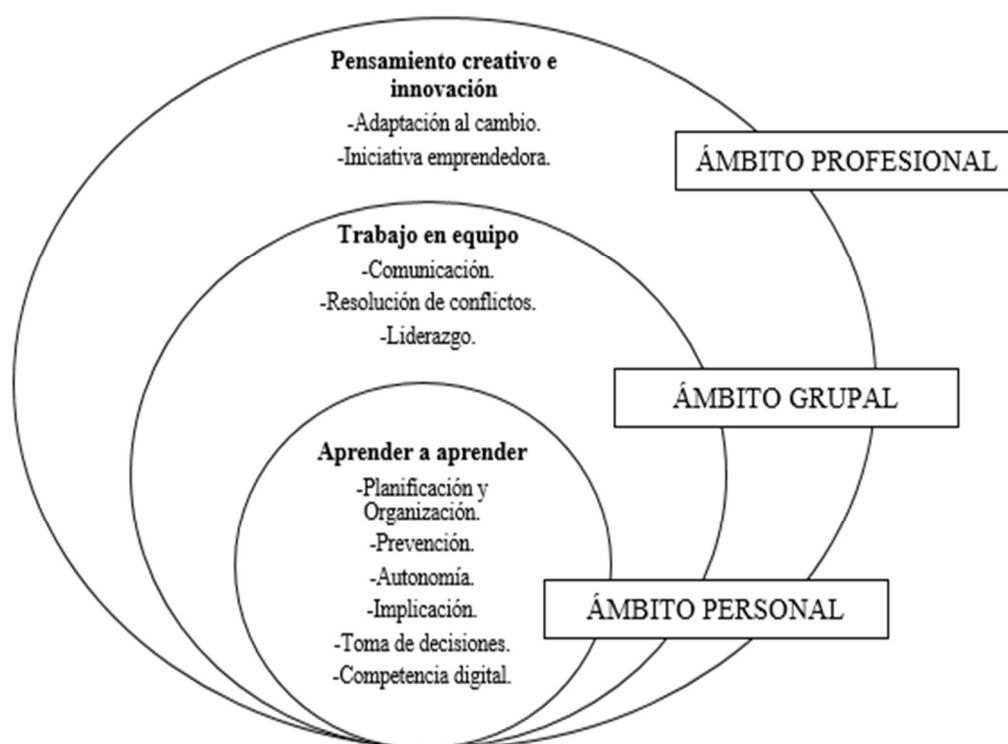 Pensamiento creativo e
innovación
-Adaptación al cambio.
-Iniciativa emprendedora.
ÁMBITO PROFESIONAL
Trabajo en equipo
-Comunicación.
-Resolución de conflictos.
-Liderazgo.
ÁMBITO GRUPAL
Aprender a aprender
-Planificación y
Organización.
-Prevención.
-Autonomía.
-Implicación.
-Toma de decisiones.
-Competencia digital.
ÁMBITO PERSONAL